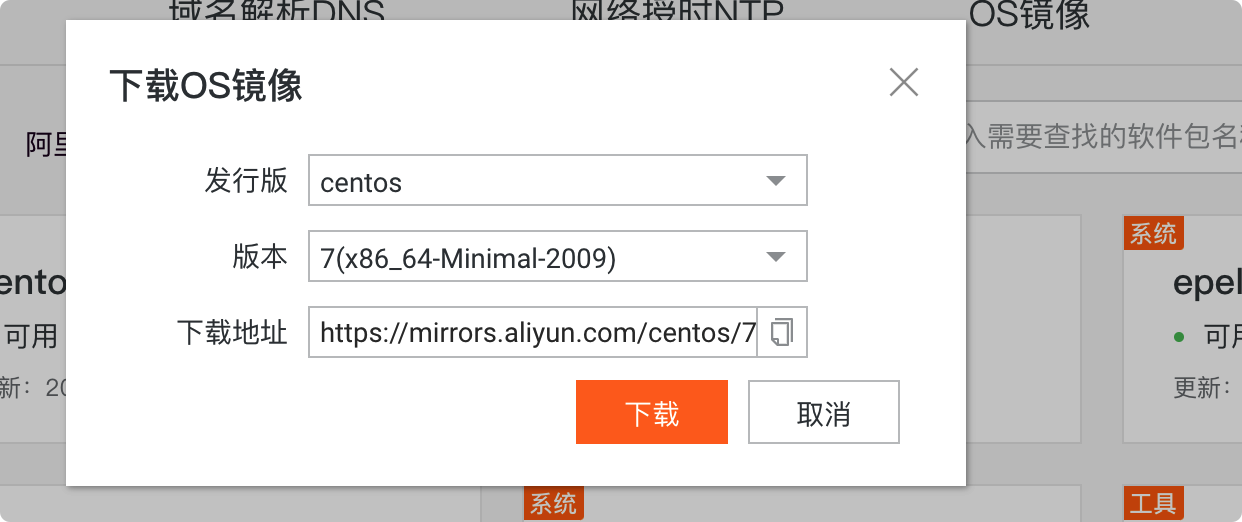 域名解析DNS 网络授时NTP OS镜像
下载OS镜像
阿里
入需要查找的软件包名称
发行版 centos
系统
版本 7(x86_64-Minimal-2009)
epel
下载地址 https://mirrors.aliyun.com/centos/7
可用
可用
新：20
更新：
下载 取消
系统
工具